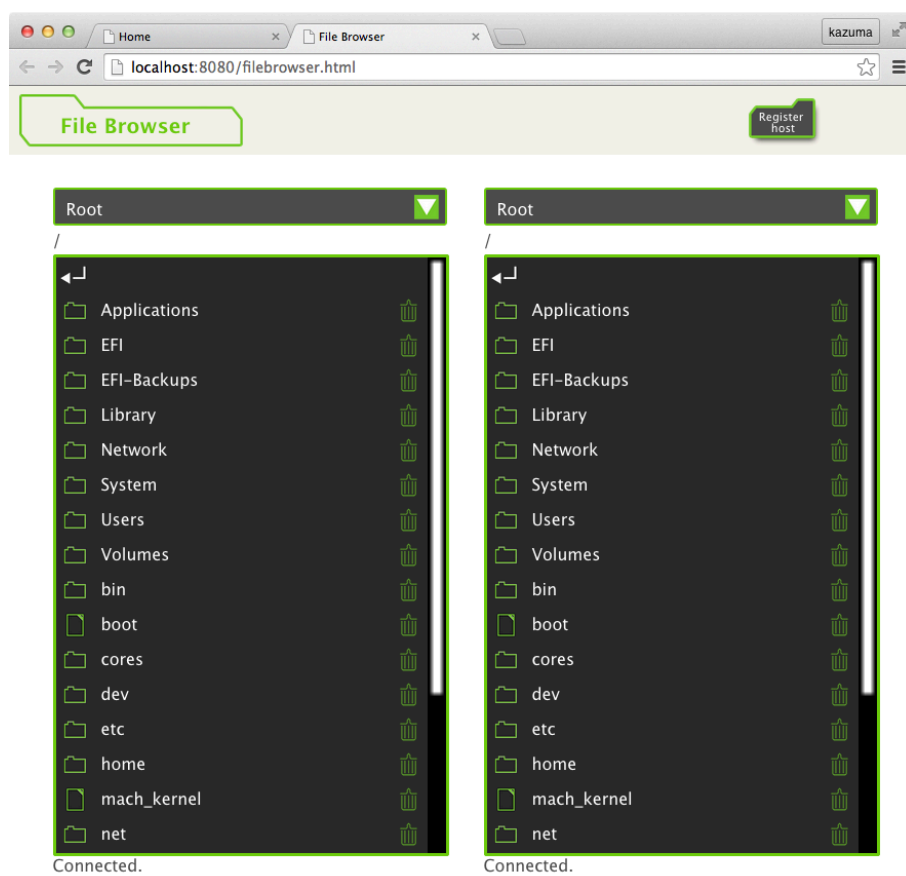 Home
File Browser
kazuma
localhost:8080/filebrowser.html
File Browser
Register
host
Root
/
Applications
EFI
EFI-Backups
Library
Network
System
Users
Volumes
bin
boot
cores
dev
etc
home
mach_kernel
net
Connected.
Root
/
Applications
EFI
EFI-Backups
Library
Network
System
Users
Volumes
bin
boot
cores
dev
etc
home
mach_kernel
net
Connected.